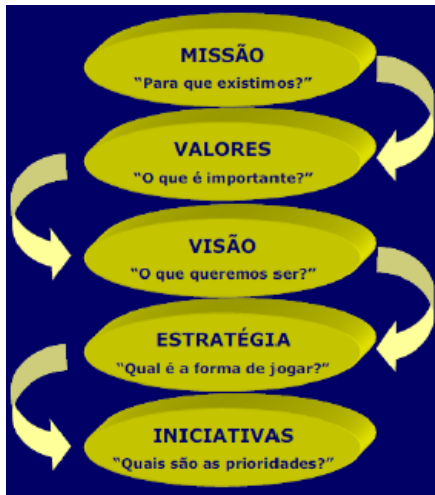 MISSÃO
“Para que existimos?”
VALORES
“O que é importante?”
VISÃO
“O que queremos ser?”
ESTRATÉGIA
“Qual é a forma de jogar?”
INICIATIVAS
“Quais são as prioridades?”